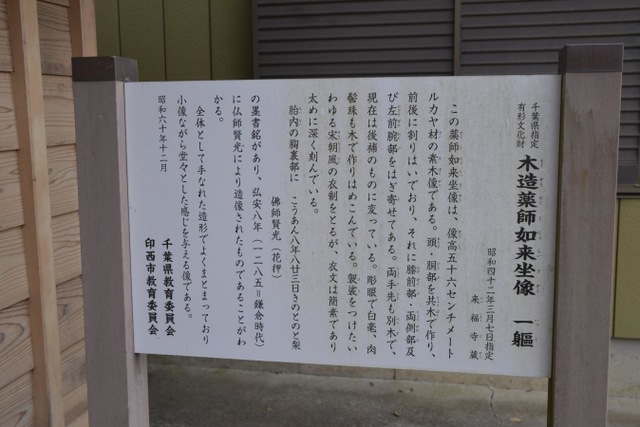 千葉県指定
有形文化財
木造薬師如来坐像 一軀
昭和四十二年三月七日指定
来福寺蔵
この薬師如来坐像は、像高五十六センチメート
ルカヤ材の素木像である。頭・胴部を共木で作り、
前後に割りはいでおり、それに膝前部・両側部及
び左前腕部をはぎ寄せてある。両手先も別木で、
現在は後補のものに変っている。彫眼で白毫、肉
髻珠も木で作りはめこんでいる。袈裟をつけたい
わゆる宋朝風の衣制をとるが、衣文は簡素であり
太めに深く刻んでいる。
胎内の胸裏部に こうあん八年八廿三日きのとのと棃
佛師賢光(花押)
の墨書銘があり、弘安八年(一二八五=鎌倉時代)
に仏師賢光により造像されたものであることがわ
かる。
全体として手なれた造形でよくまとまっており
小像ながら堂々とした感じを与える像である。
昭和六十年十二月
千葉県教育委員会
印西市教育委員会